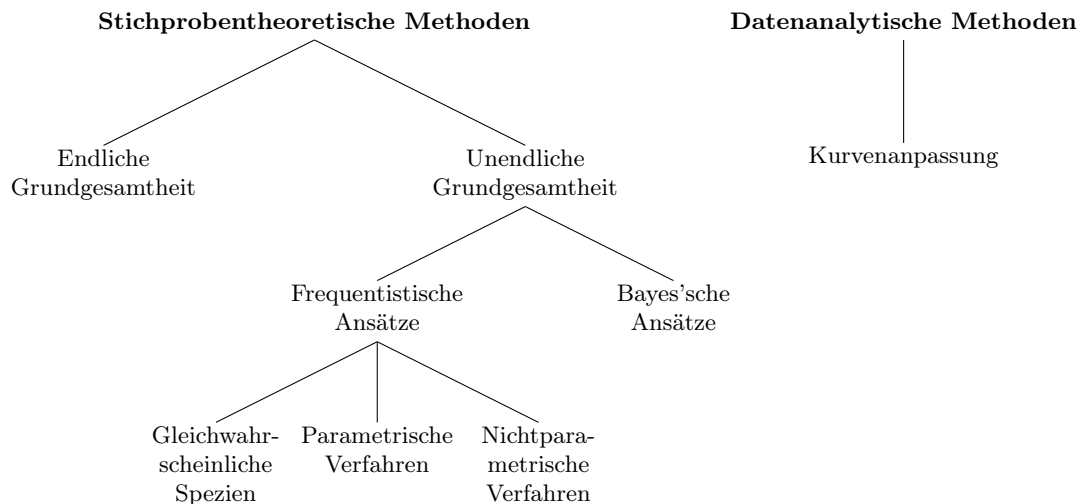 Stichprobentheoretische Methoden
Datenanalytische Methoden
Endliche
Grundgesamtheit
Unendliche
Grundgesamtheit
Kurvenanpassung
Frequentistische
Ansätze
Bayes'sche
Ansätze
Gleichwahr-
scheinliche
Spezien
Parametrische
Verfahren
Nichtpara-
metrische
Verfahren